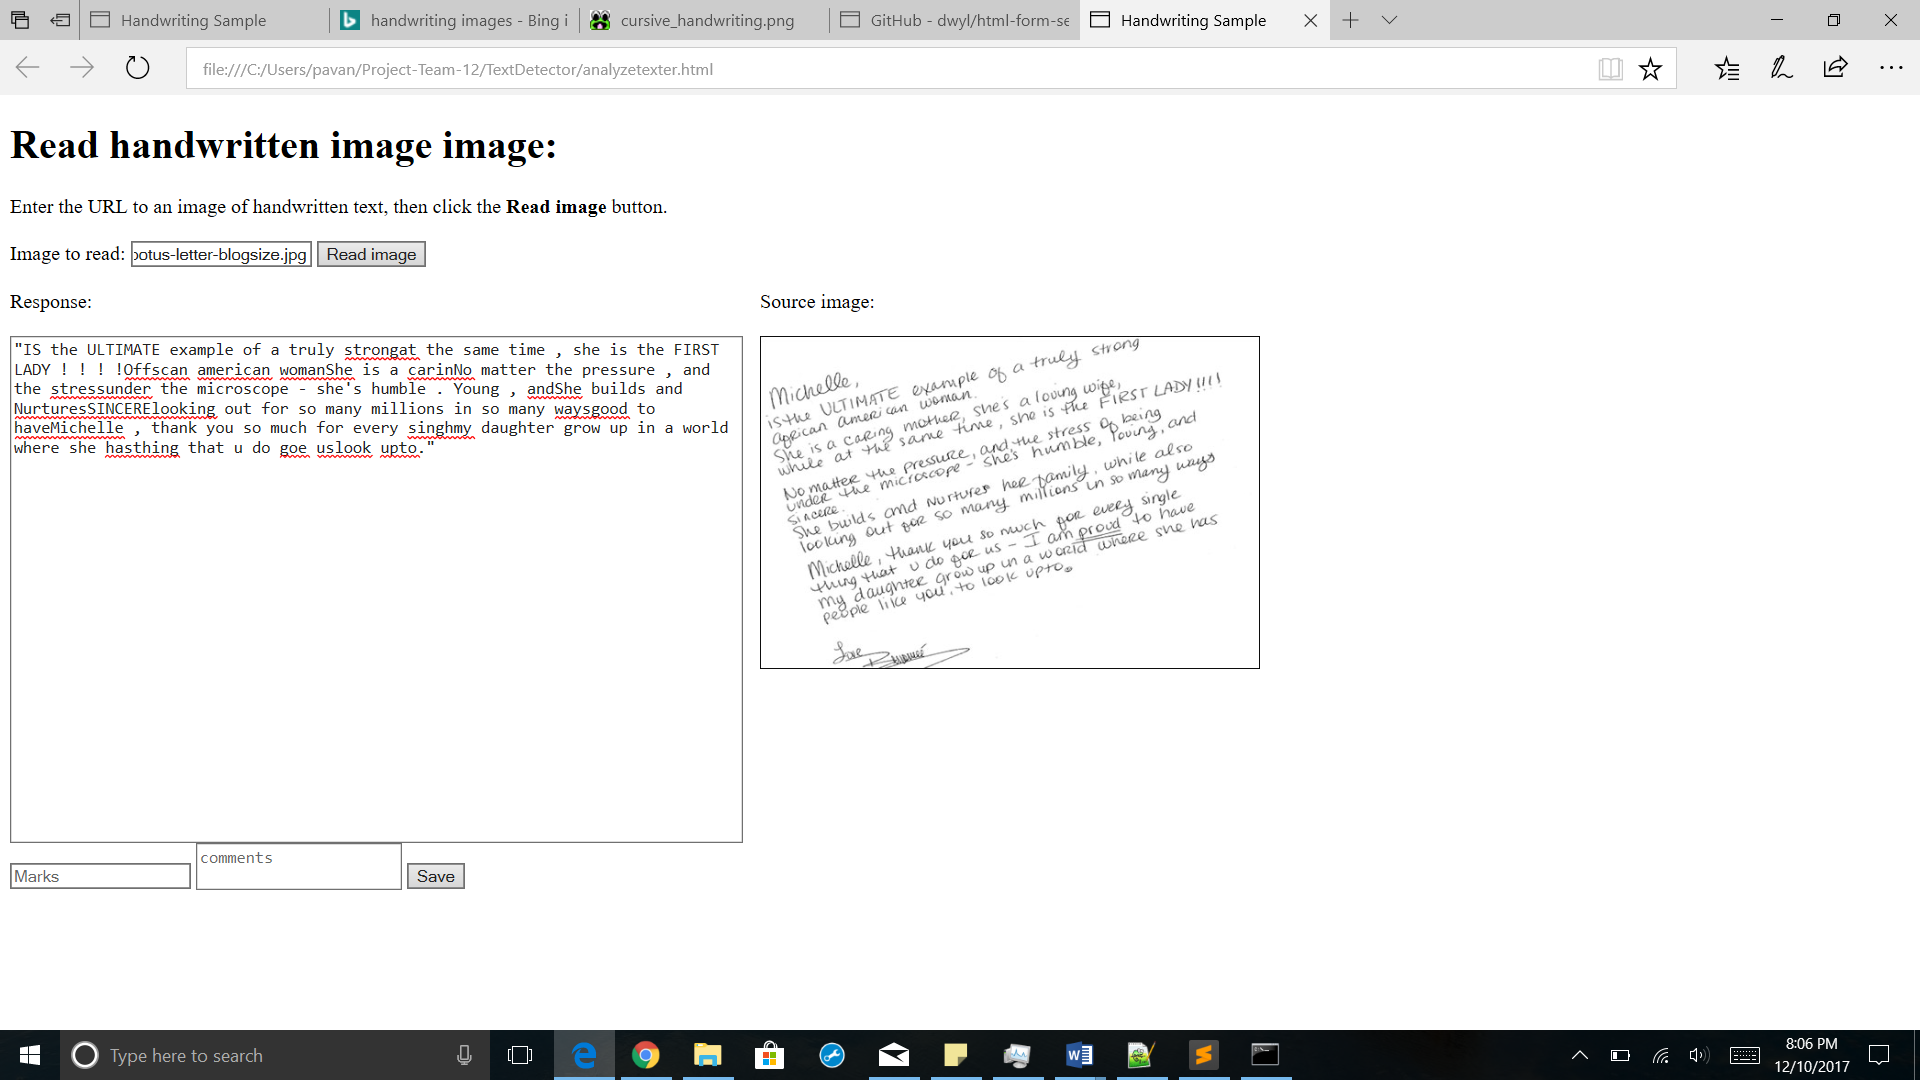 Handwriting Sample
handwriting images - Bing i
cursive_handwriting.png
GitHub - dwyl/html-form-se
Handwriting Sample
file:///C:/Users/pavan/Project-Team-12/TextDetector/analyzetexter.html
Read handwritten image image:
Enter the URL to an image of handwritten text, then click the Read image button.
Image to read: otus-letter-blogsize.jpg Read image
Response:
"IS the ULTIMATE example of a truly strongat the same time , she is the FIRST
LADY ! ! ! !Offscan american womanShe is a carinNo matter the pressure , and
the stressunder the microscope - she's humble . Young , andShe builds and
NurturesSINCERElooking out for so many millions in so many waysgood to
haveMichelle , thank you so much for every singhmy daughter grow up in a world
where she hasthing that u do goe uslook upto."
Source image:
Michelle,
is the ULTIMATE example of a truly strong
african american woman.
She is a caring mother, she's a loving wife,
while at the same time, she is the FIRST LADY!!!!
No matter the pressure, and the stress of being
under the microscope - she's humble, loving, and
sincere.
She builds and nurtures her family, while also
looking out for so many millions in so many ways
Michelle, thank you so much for every single
thing that u do for us - I am proud to have
my daughter grow up in a world where she has
people like you, to look upto.
Love
Marks
comments
Save
Type here to search
8:06 PM
12/10/2017